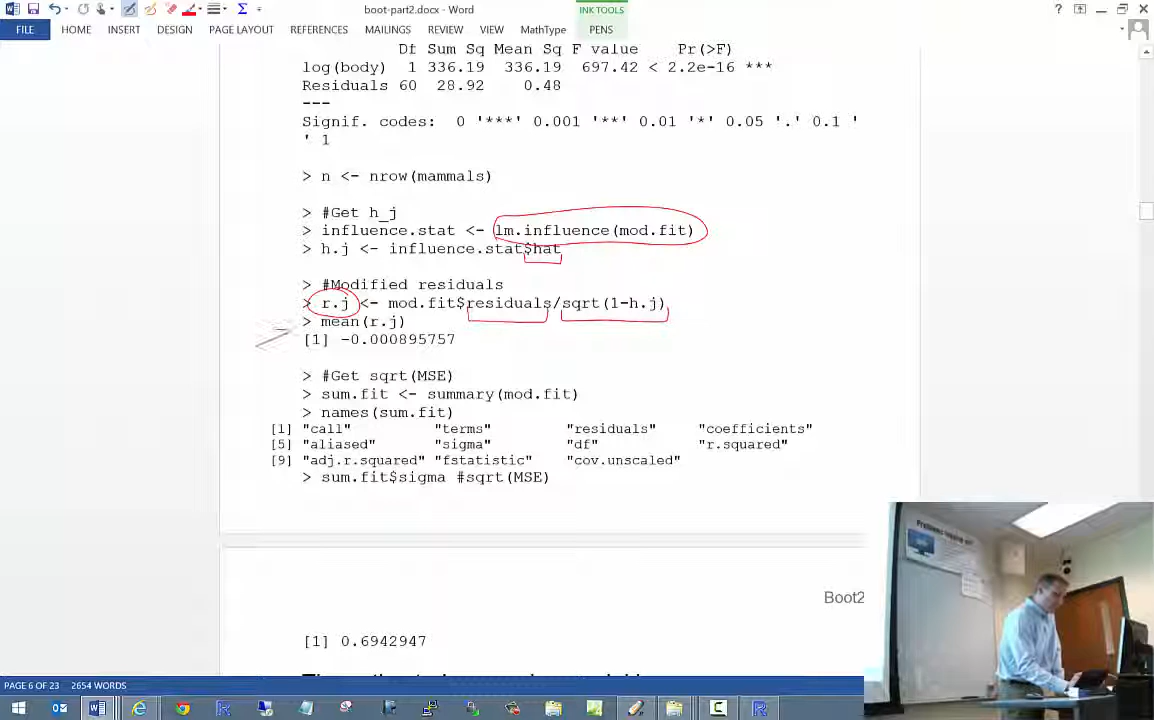 boot-part2.docx - Word
INK TOOLS
FILE HOME INSERT DESIGN PAGE LAYOUT REFERENCES MAILINGS REVIEW VIEW MathType PENS
Df Sum Sq Mean Sq F value Pr(>F)
log(body) 1 336.19 336.19 697.42 < 2.2e-16 ***
Residuals 60 28.92 0.48
---
Signif. codes: 0 '***' 0.001 '**' 0.01 '*' 0.05 '.' 0.1 '
' 1
> n <- nrow(mammals)
> #Get h_j
> influence.stat <- lm.influence(mod.fit)
> h.j <- influence.stat$hat
> #Modified residuals
> r.j <- mod.fit$residuals/sqrt(1-h.j)
> mean(r.j)
[1] -0.000895757
> #Get sqrt(MSE)
> sum.fit <- summary(mod.fit)
> names(sum.fit)
[1] "call" "terms" "residuals" "coefficients"
[5] "aliased" "sigma" "df" "r.squared"
[9] "adj.r.squared" "fstatistic" "cov.unscaled"
> sum.fit$sigma #sqrt(MSE)
Boot2
[1] 0.6942947
PAGE 6 OF 23 2654 WORDS